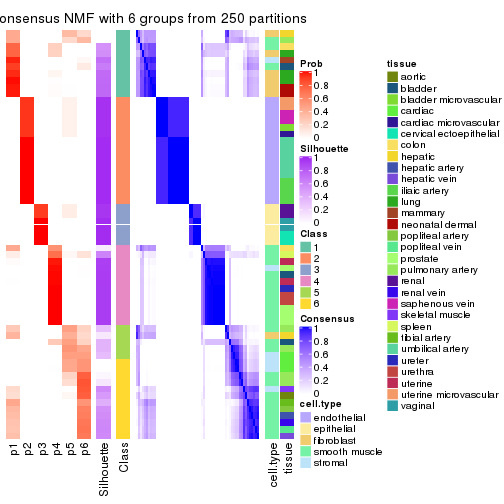 onsensus NMF with 6 groups from 250 partitions
p1
p2
p3
p4
p5
p6
Silhouette
Class
cell.type
tissue
Prob
1
0.8
0.6
0.4
0.2
0
Silhouette
1
0.8
0.6
0.4
0.2
0
Class
1
2
3
4
5
6
Consensus
1
0.8
0.6
0.4
0.2
0
cell.type
endothelial
epithelial
fibroblast
smooth muscle
stromal
tissue
aortic
bladder
bladder microvascular
cardiac
cardiac microvascular
cervical ectoepithelial
colon
hepatic
hepatic artery
hepatic vein
iliaic artery
lung
mammary
neonatal dermal
popliteal artery
popliteal vein
prostate
pulmonary artery
renal
renal vein
saphenous vein
skeletal muscle
spleen
tibial artery
umbilical artery
ureter
urethra
uterine
uterine microvascular
vaginal